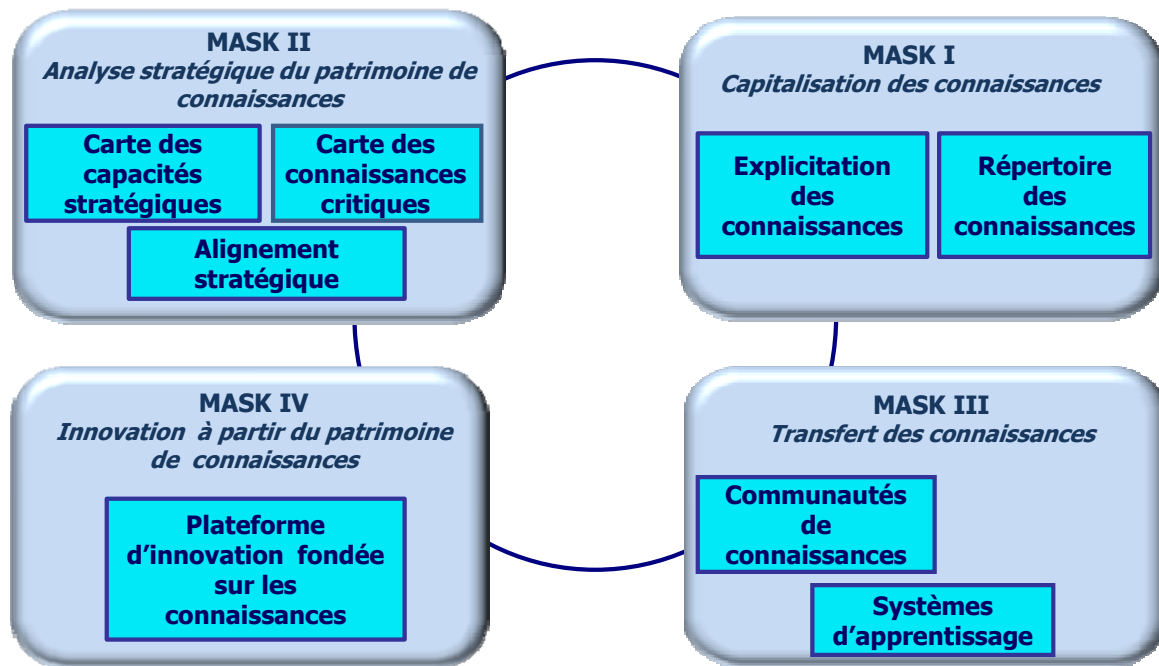 MASK II
Analyse stratégique du patrimoine de
connaissances
Carte des
capacités
stratégiques
Carte des
connaissances
critiques
Alignement
stratégique
MASK I
Capitalisation des connaissances
Explicitation
des
connaissances
Répertoire
des
connaissances
MASK IV
Innovation à partir du patrimoine
de connaissances
Plateforme
d’innovation fondée
sur les
connaissances
MASK III
Transfert des connaissances
Communautés
de
connaissances
Systèmes
d’apprentissage